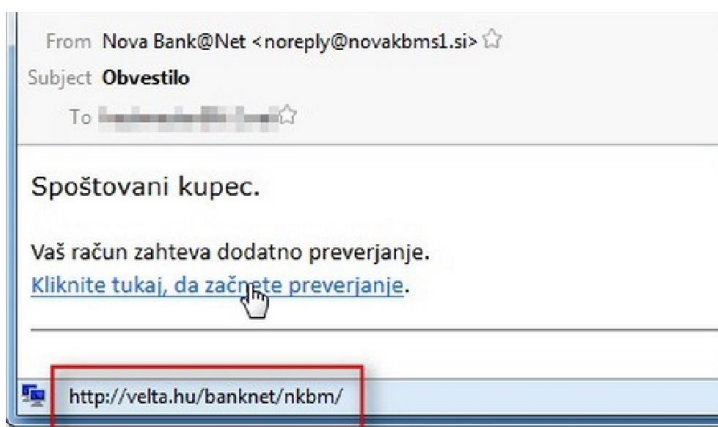 From Nova Bank@Net <noreply@novakbms1.si>
Subject Obvestilo
To
Spoštovani kupec.
Vaš račun zahteva dodatno preverjanje.
Kliknite tukaj, da začnete preverjanje.
http://velta.hu/banknet/nkbm/